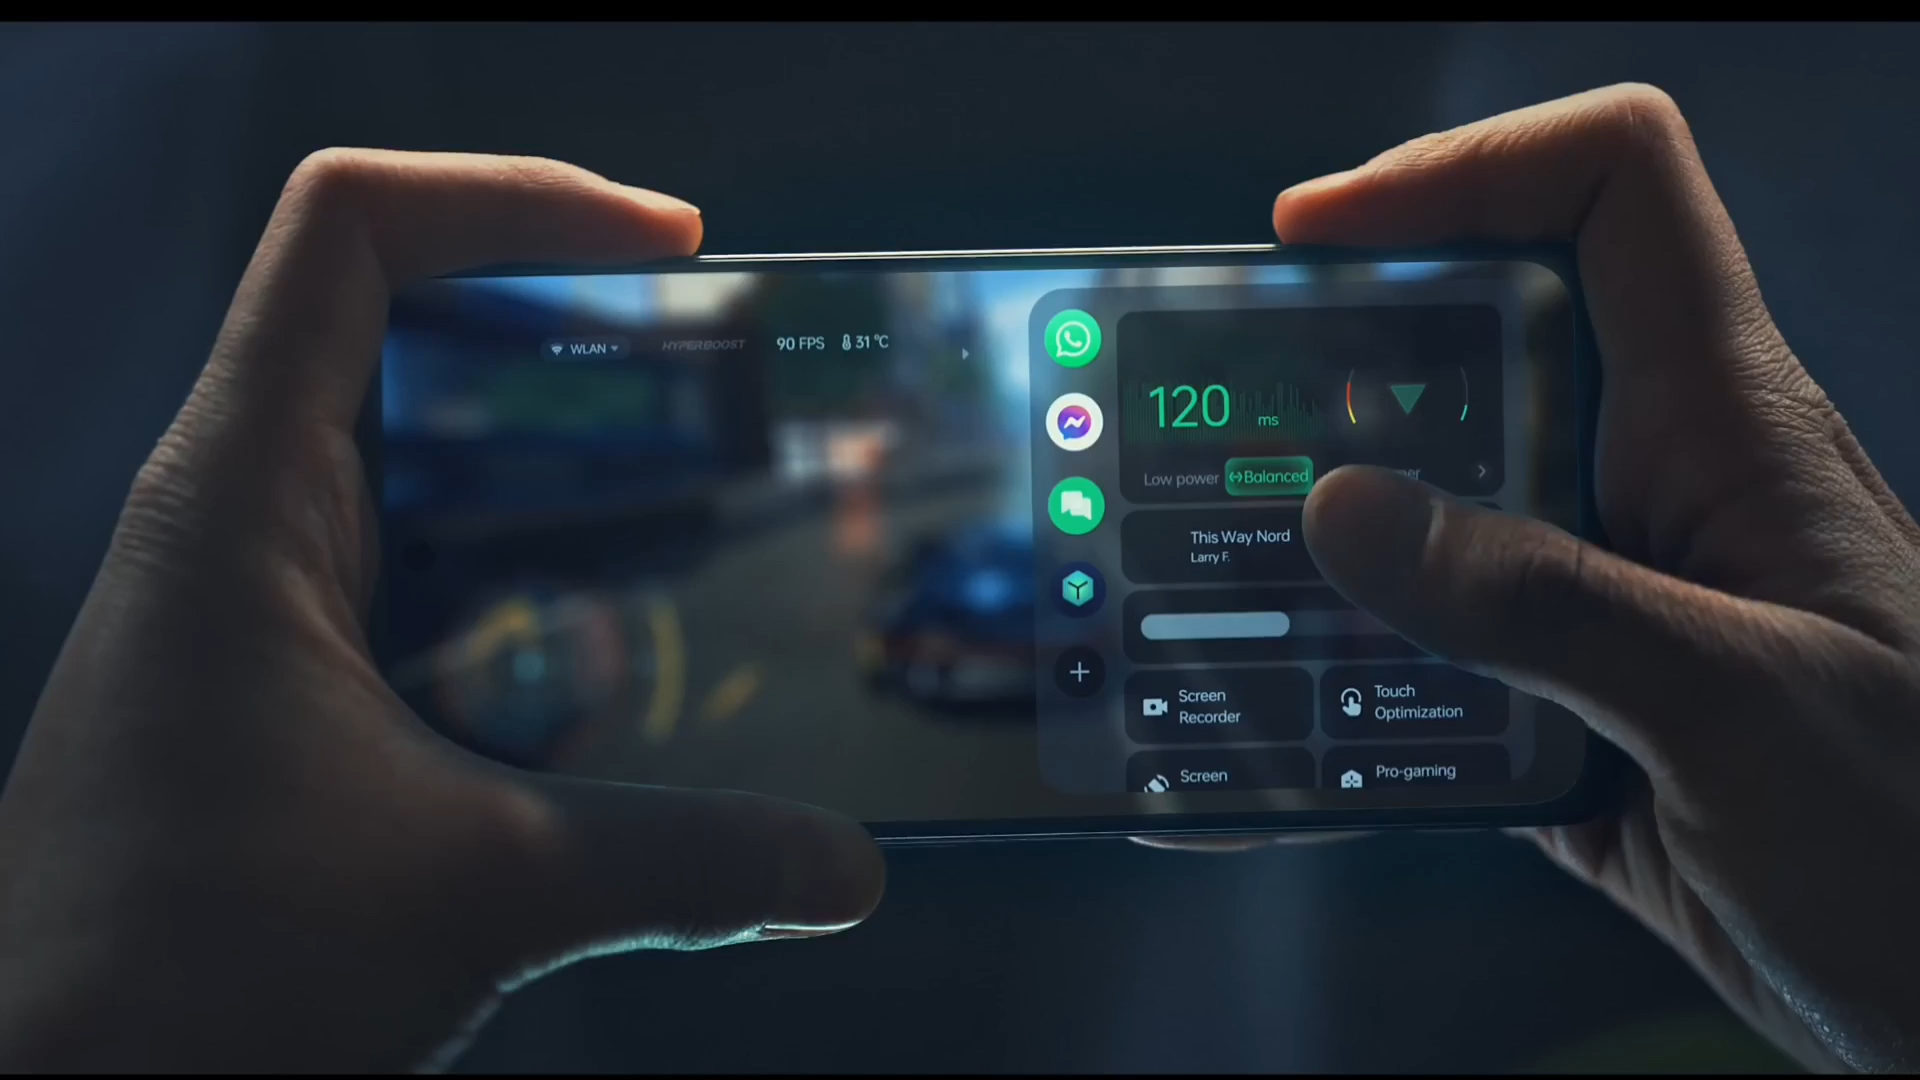 WLAN
HYPERBOOST
90 FPS
31 °C
120 ms
Low power
Balanced
This Way Nord
Larry F.
Screen
Recorder
Touch
Optimization
Screen
Pro-gaming